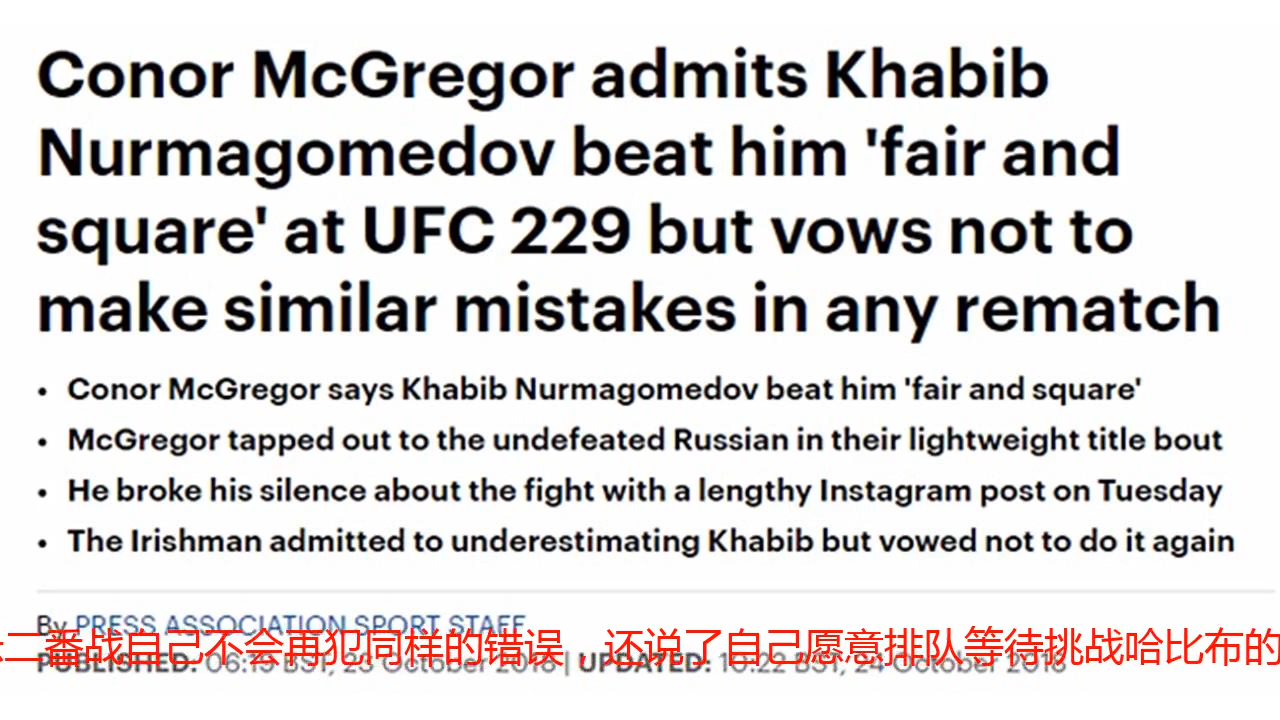 Conor McGregor admits Khabib
Nurmagomedov beat him 'fair and
square' at UFC 229 but vows not to
make similar mistakes in any rematch
• Conor McGregor says Khabib Nurmagomedov beat him 'fair and square'
• McGregor tapped out to the undefeated Russian in their lightweight title bout
• He broke his silence about the fight with a lengthy Instagram post on Tuesday
• The Irishman admitted to underestimating Khabib but vowed not to do it again
By PRESS ASSOCIATION SPORT STAFF
二番战自己不会再犯同样的错误，还说了自己愿意排队等待挑战哈比布的
PUBLISHED: BST, October 2018 | UPDATED: 10:22 BST, 24 October 2018